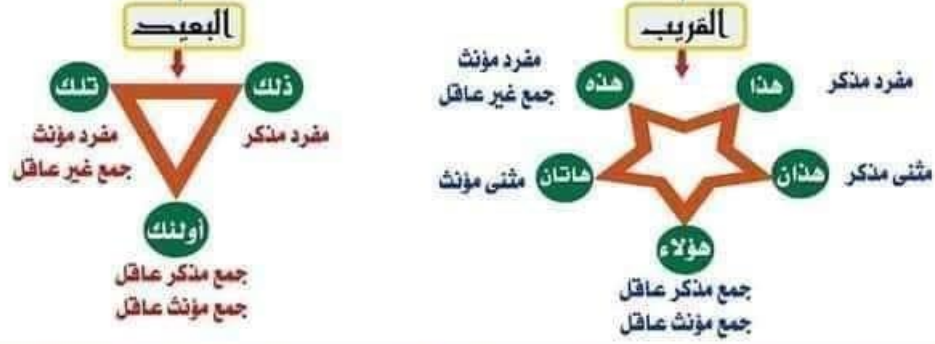 القريب
هذا
مفرد مذكر
هذه
مفرد مؤنث
جمع غير عاقل
هذان
مثنى مذكر
هاتان
مثنى مؤنث
هؤلاء
جمع مذكر عاقل
جمع مؤنث عاقل
البعيد
ذلك
مفرد مذكر
تلك
مفرد مؤنث
جمع غير عاقل
أولئك
جمع مذكر عاقل
جمع مؤنث عاقل